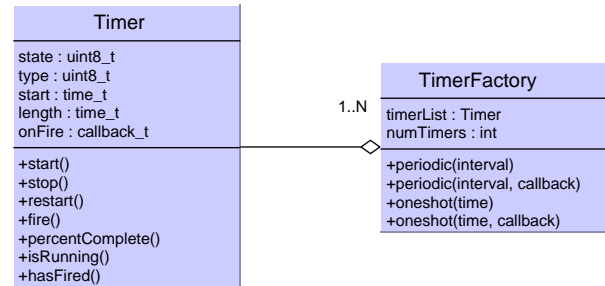 Timer
state : uint8_t
type : uint8_t
start : time_t
length : time_t
onFire : callback_t
+start()
+stop()
+restart()
+fire()
+percentComplete()
+isRunning()
+hasFired()
1..N
TimerFactory
timerList : Timer
numTimers : int
+periodic(interval)
+periodic(interval, callback)
+oneshot(time)
+oneshot(time, callback)